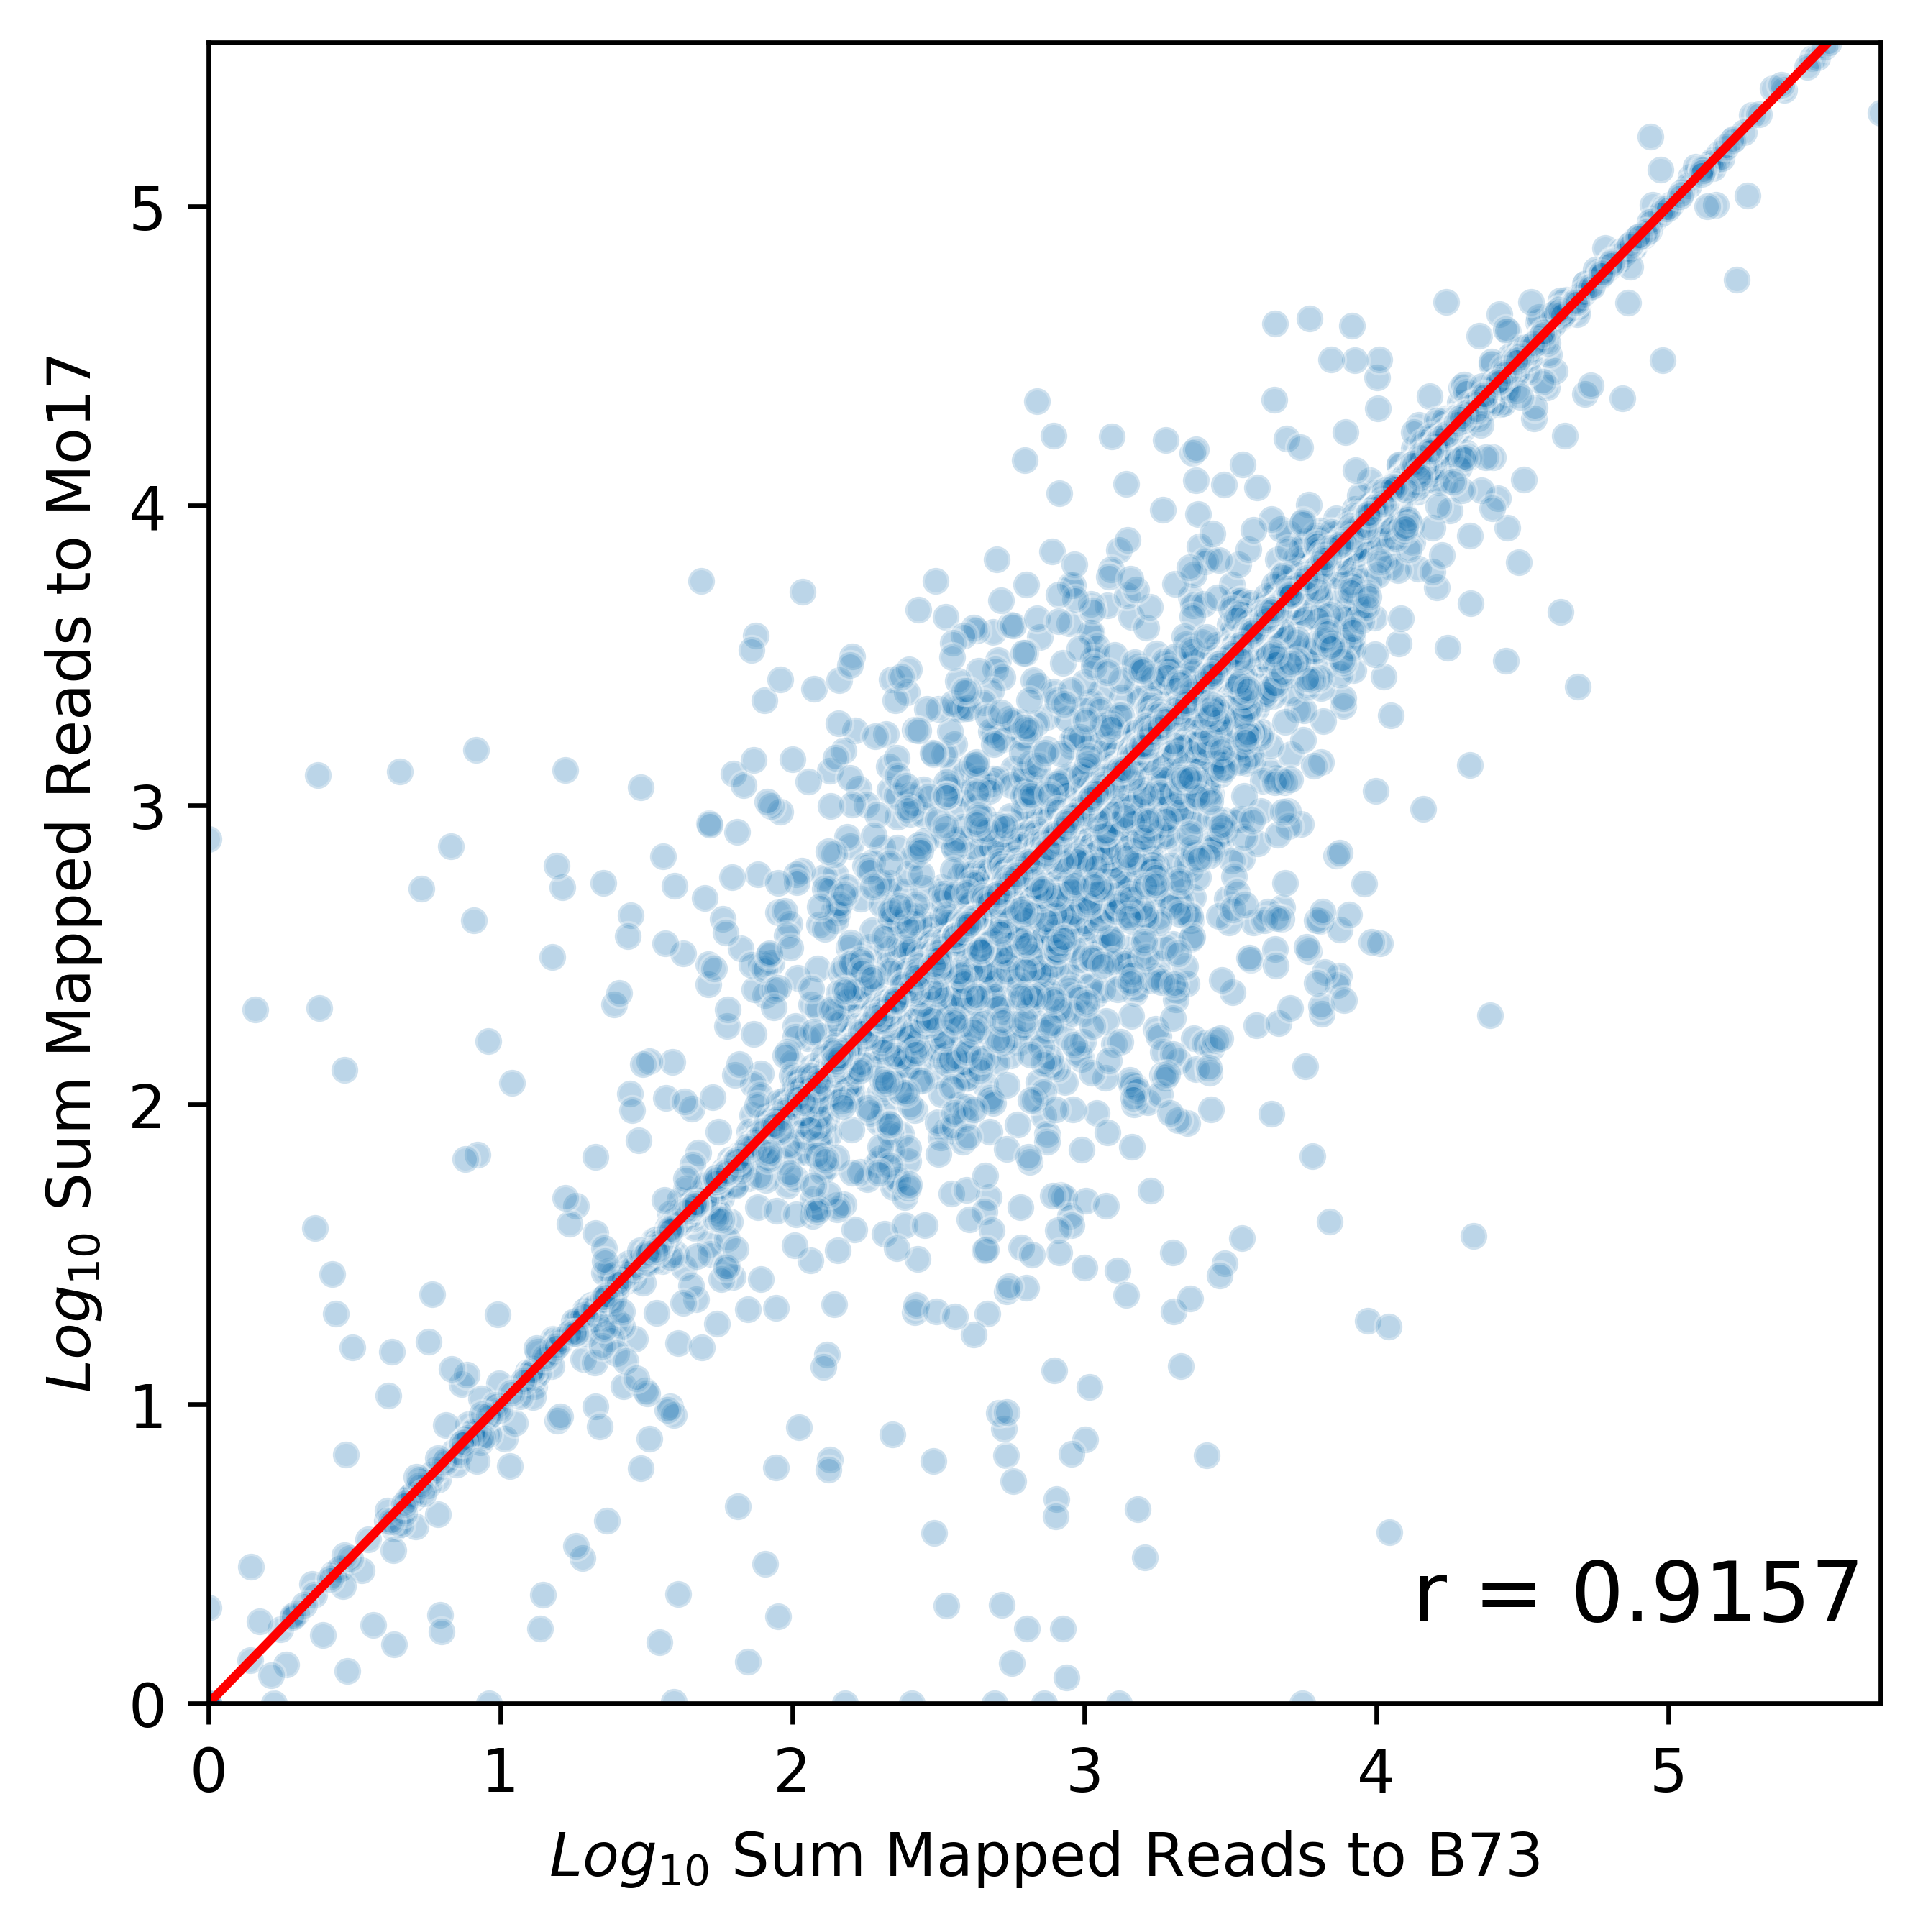 5
4
3
2
1
0
Log₁₀ Sum Mapped Reads to Mo17
r = 0.9157
0 1 2 3 4 5
Log₁₀ Sum Mapped Reads to B73